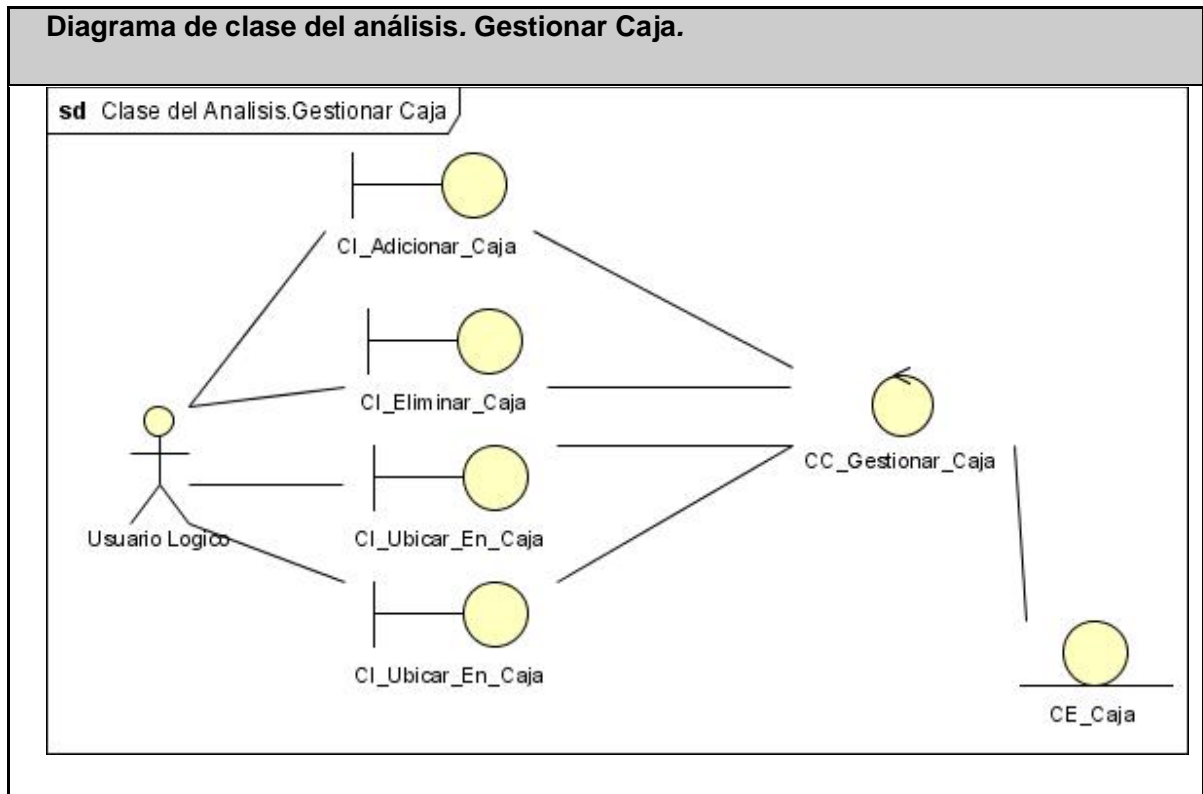 Diagrama de clase del análisis. Gestionar Caja.
sd Clase del Analisis.Gestionar Caja
CI_Adicionar_Caja
CI_Eliminar_Caja
CC_Gestionar_Caja
Usuario Logico
CI_Ubicar_En_Caja
CI_Ubicar_En_Caja
CE_Caja